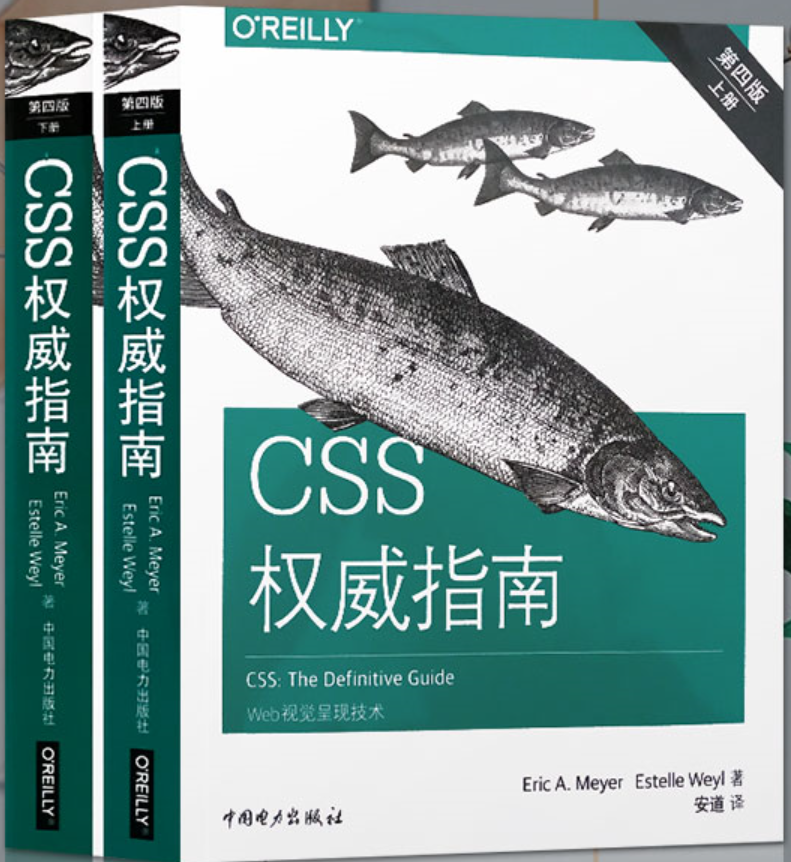 第四版
下册
CSS权威指南
Eric A. Meyer
Estelle Weyl
著
中国电力出版社
O'REILLY
第四版
上册
CSS权威指南
Eric A. Meyer
Estelle Weyl
著
中国电力出版社
O'REILLY
O'REILLY
第四版
上册
CSS
权威指南
CSS: The Definitive Guide
Web视觉呈现技术
Eric A. Meyer Estelle Weyl 著
安道 译
中国电力出版社